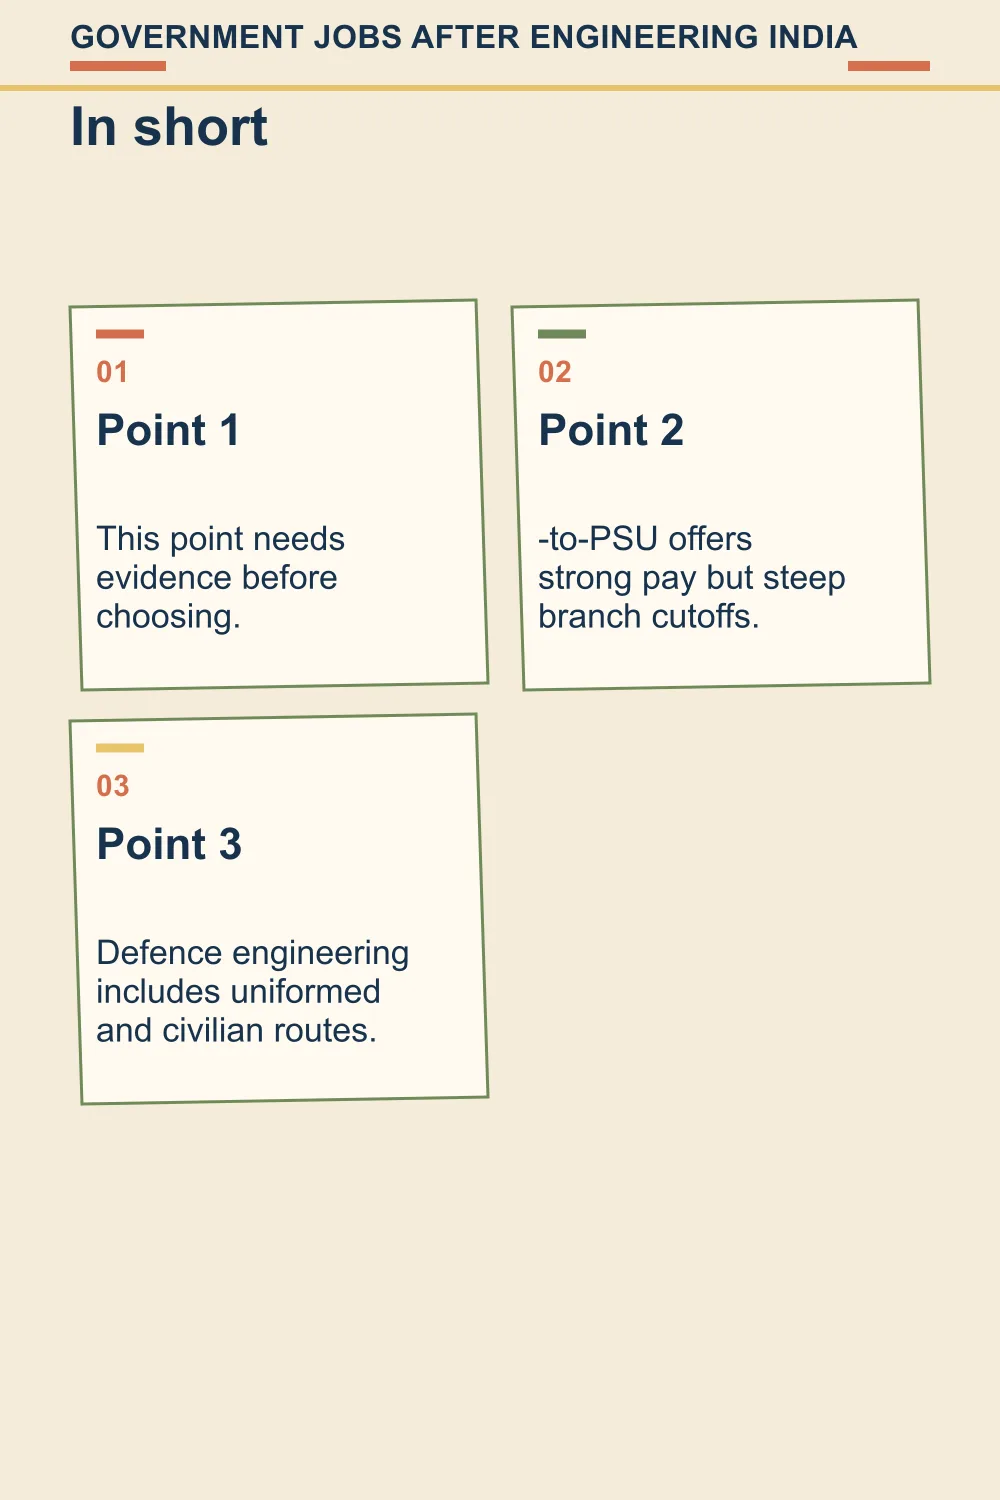 GOVERNMENT JOBS AFTER ENGINEERING INDIA
In short
01
Point 1
This point needs
evidence before
choosing.
02
Point 2
-to-PSU offers
strong pay but steep
branch cutoffs.
03
Point 3
Defence engineering
includes uniformed
and civilian routes.